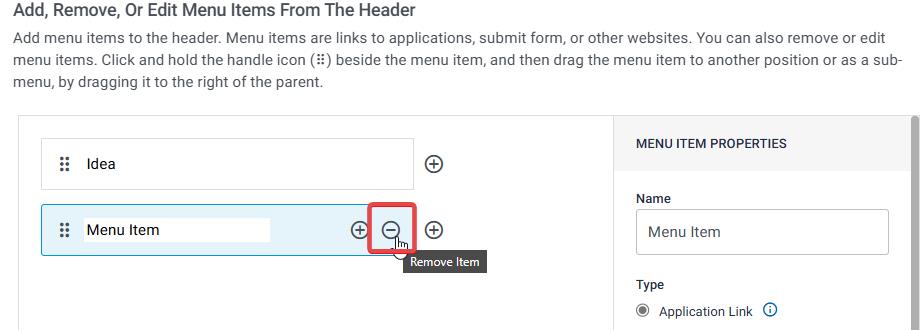 Add, Remove, Or Edit Menu Items From The Header
Add menu items to the header. Menu items are links to applications, submit form, or other websites. You can also remove or edit
menu items. Click and hold the handle icon (⠿) beside the menu item, and then drag the menu item to another position or as a sub-
menu, by dragging it to the right of the parent.
Idea
Menu Item
Remove Item
MENU ITEM PROPERTIES
Name
Menu Item
Type
Application Link